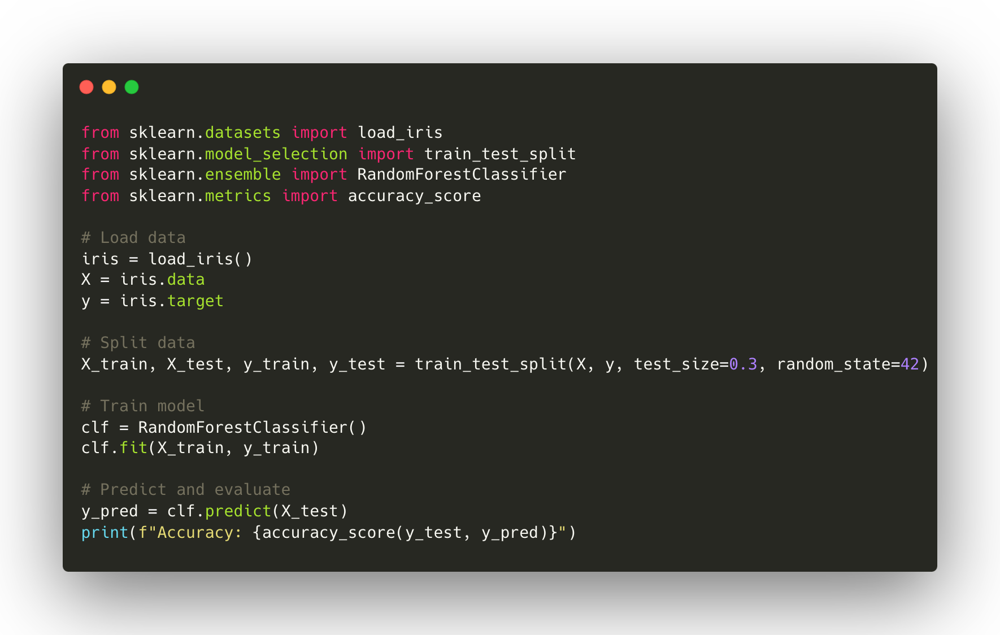 from sklearn.datasets import load_iris
from sklearn.model_selection import train_test_split
from sklearn.ensemble import RandomForestClassifier
from sklearn.metrics import accuracy_score
# Load data
iris = load_iris()
X = iris.data
y = iris.target
# Split data
X_train, X_test, y_train, y_test = train_test_split(X, y, test_size=0.3, random_state=42)
# Train model
clf = RandomForestClassifier()
clf.fit(X_train, y_train)
# Predict and evaluate
y_pred = clf.predict(X_test)
print(f"Accuracy: {accuracy_score(y_test, y_pred)}")